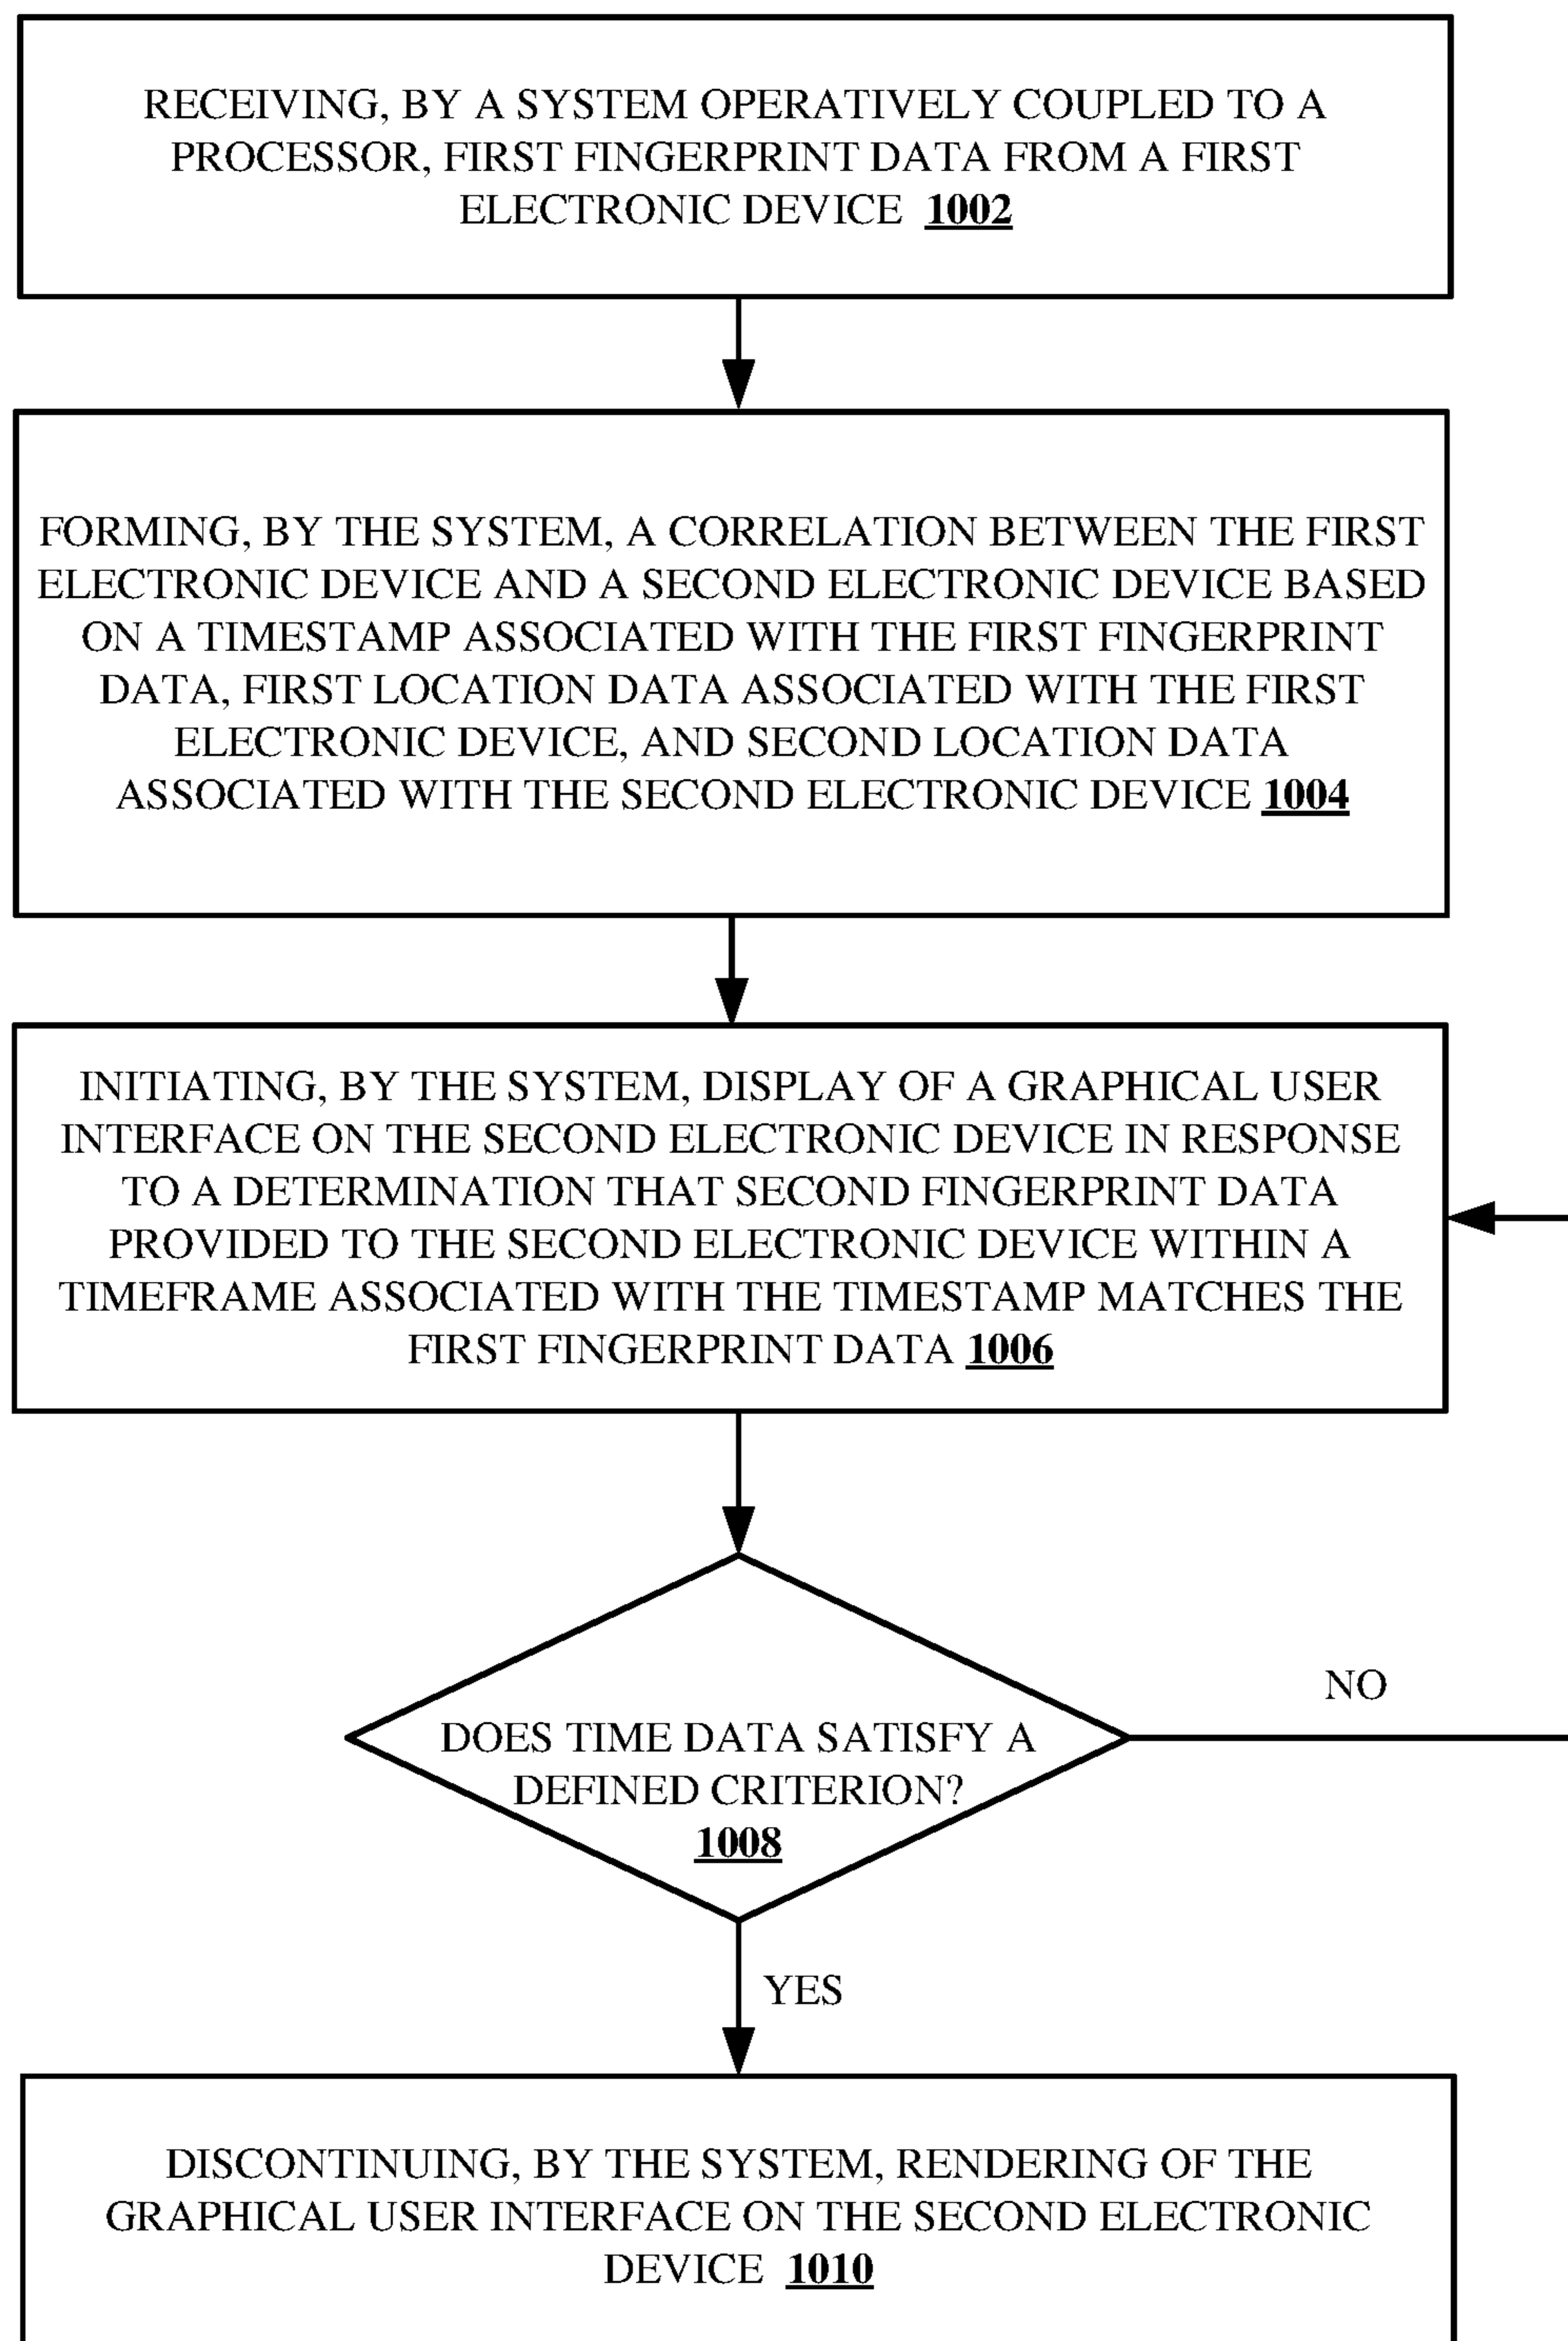 RECEIVING, BY A SYSTEM OPERATIVELY COUPLED TO A
PROCESSOR, FIRST FINGERPRINT DATA FROM A FIRST
ELECTRONIC DEVICE 1002
FORMING, BY THE SYSTEM, A CORRELATION BETWEEN THE FIRST
ELECTRONIC DEVICE AND A SECOND ELECTRONIC DEVICE BASED
ON A TIMESTAMP ASSOCIATED WITH THE FIRST FINGERPRINT
DATA, FIRST LOCATION DATA ASSOCIATED WITH THE FIRST
ELECTRONIC DEVICE, AND SECOND LOCATION DATA
ASSOCIATED WITH THE SECOND ELECTRONIC DEVICE 1004
INITIATING, BY THE SYSTEM, DISPLAY OF A GRAPHICAL USER
INTERFACE ON THE SECOND ELECTRONIC DEVICE IN RESPONSE
TO A DETERMINATION THAT SECOND FINGERPRINT DATA
PROVIDED TO THE SECOND ELECTRONIC DEVICE WITHIN A
TIMEFRAME ASSOCIATED WITH THE TIMESTAMP MATCHES THE
FIRST FINGERPRINT DATA 1006
NO
DOES TIME DATA SATISFY A
DEFINED CRITERION?
1008
YES
DISCONTINUING, BY THE SYSTEM, RENDERING OF THE
GRAPHICAL USER INTERFACE ON THE SECOND ELECTRONIC
DEVICE 1010